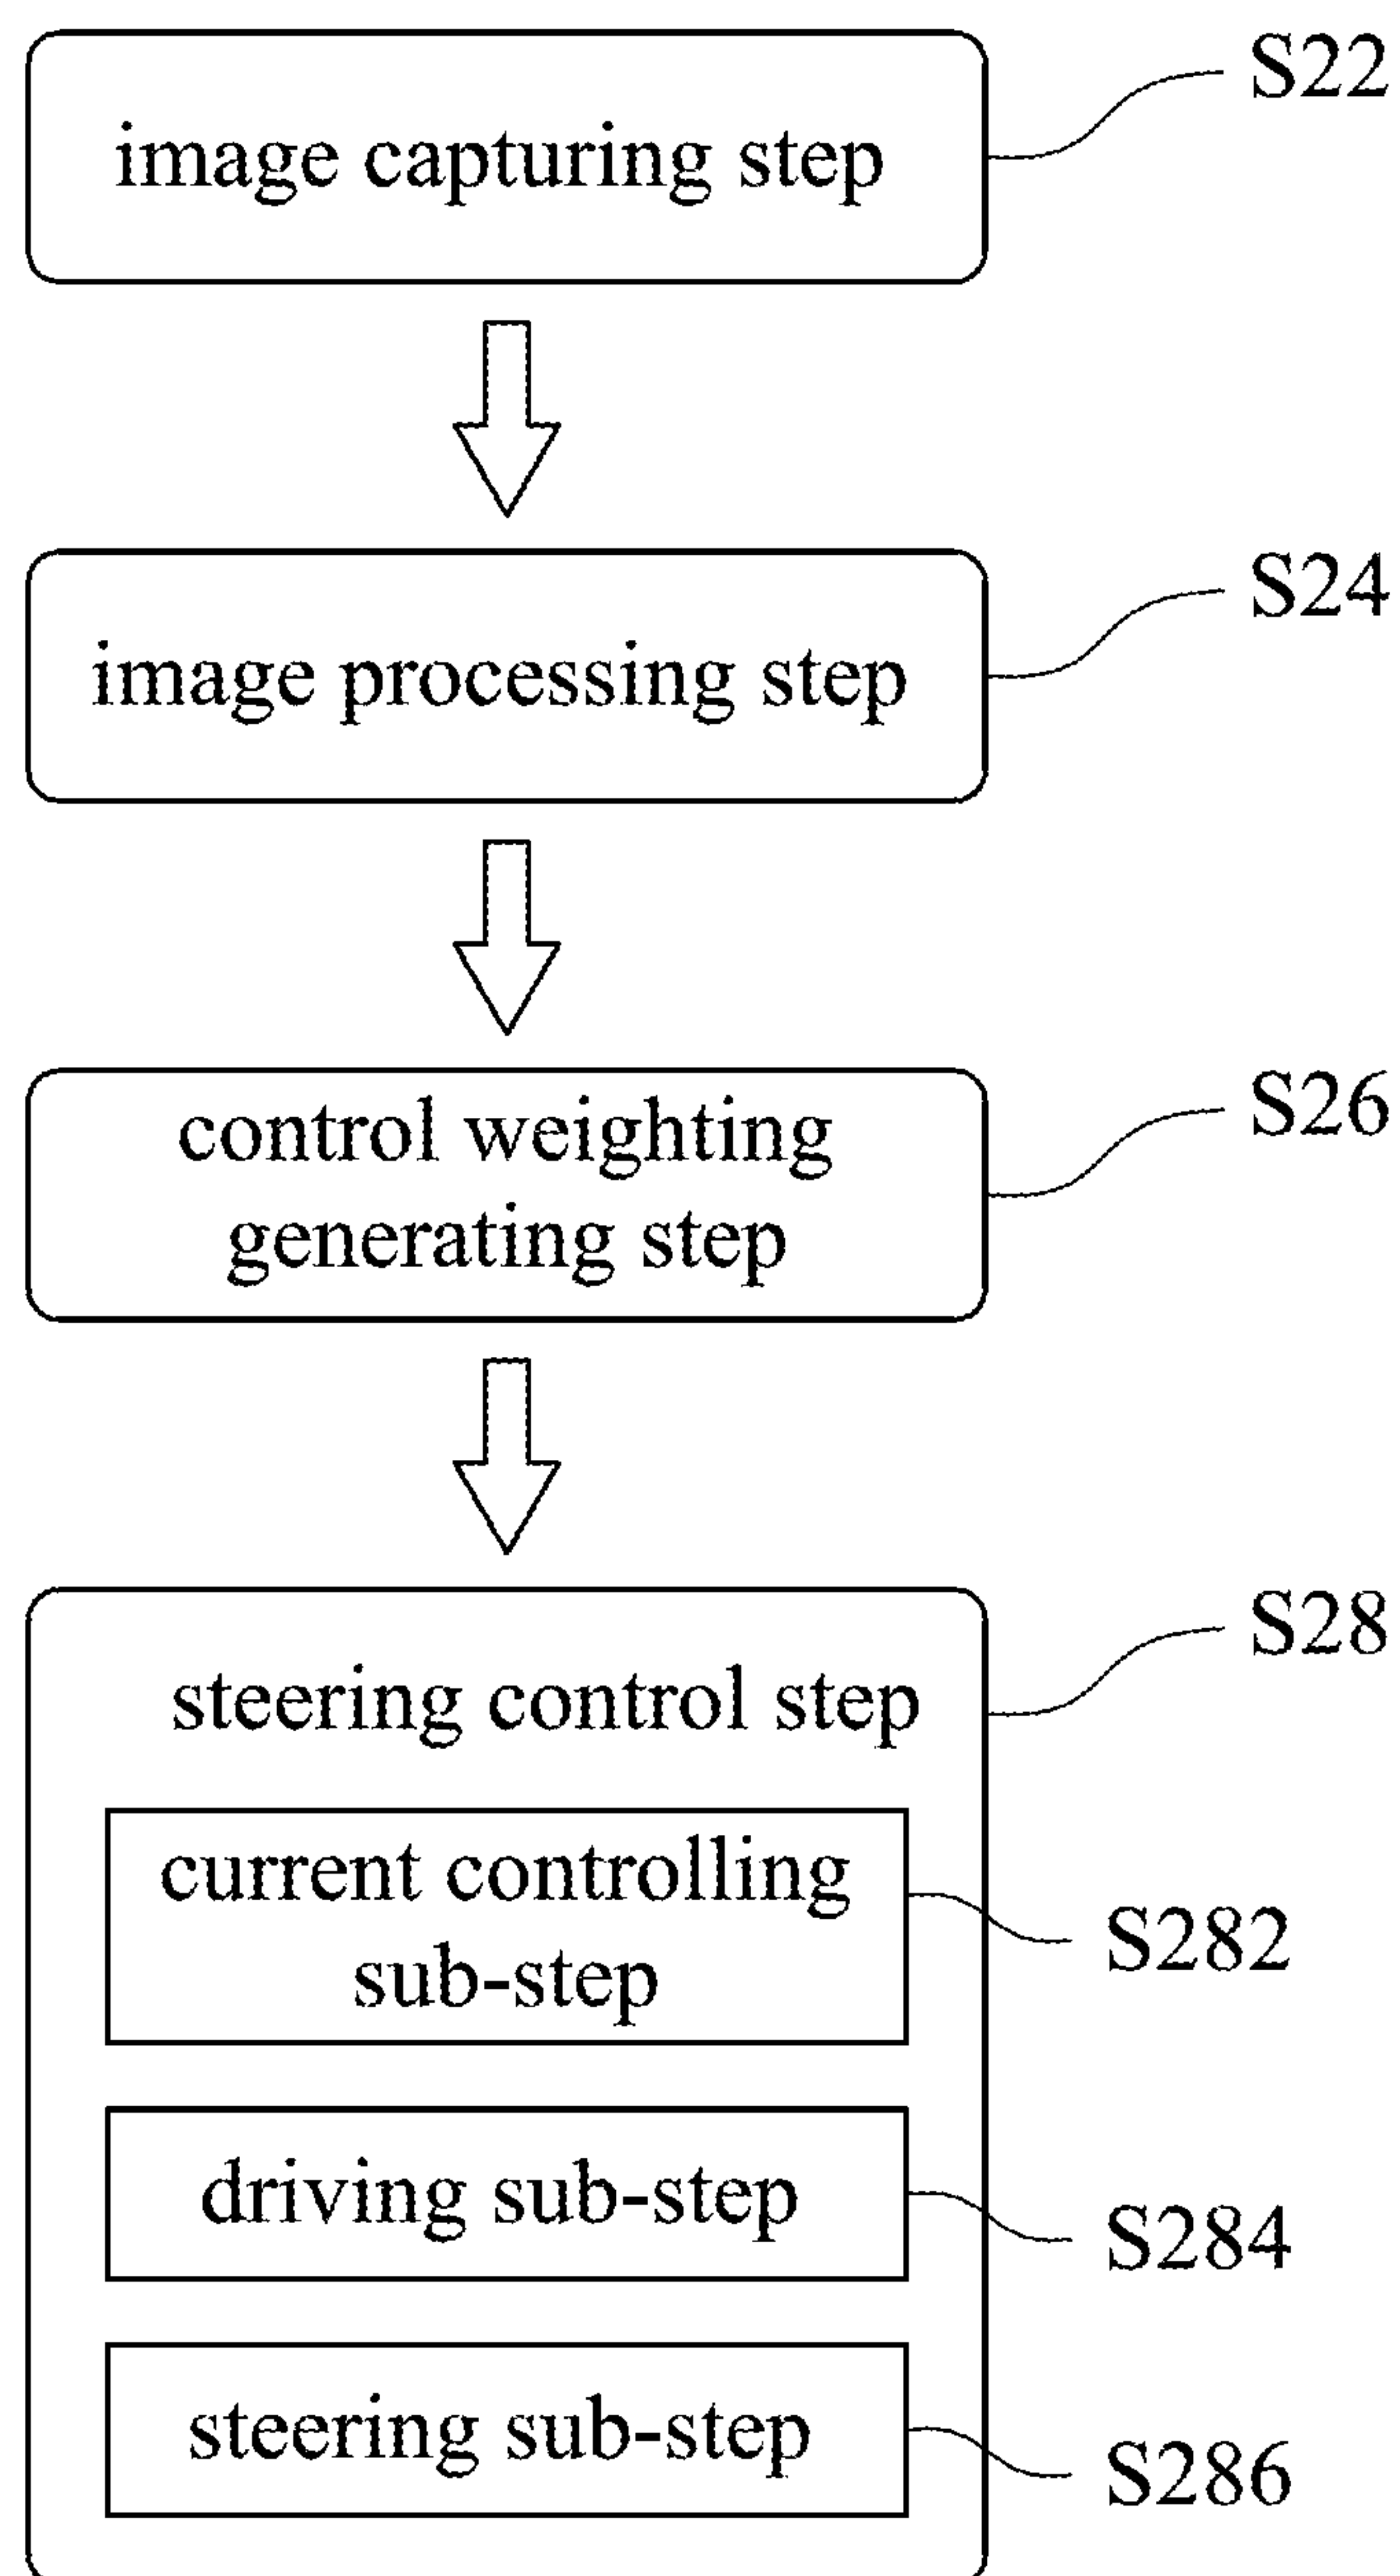 image capturing step
S22
image processing step
S24
control weighting
generating step
S26
steering control step
S28
current controlling
sub-step
S282
driving sub-step
S284
steering sub-step
S286